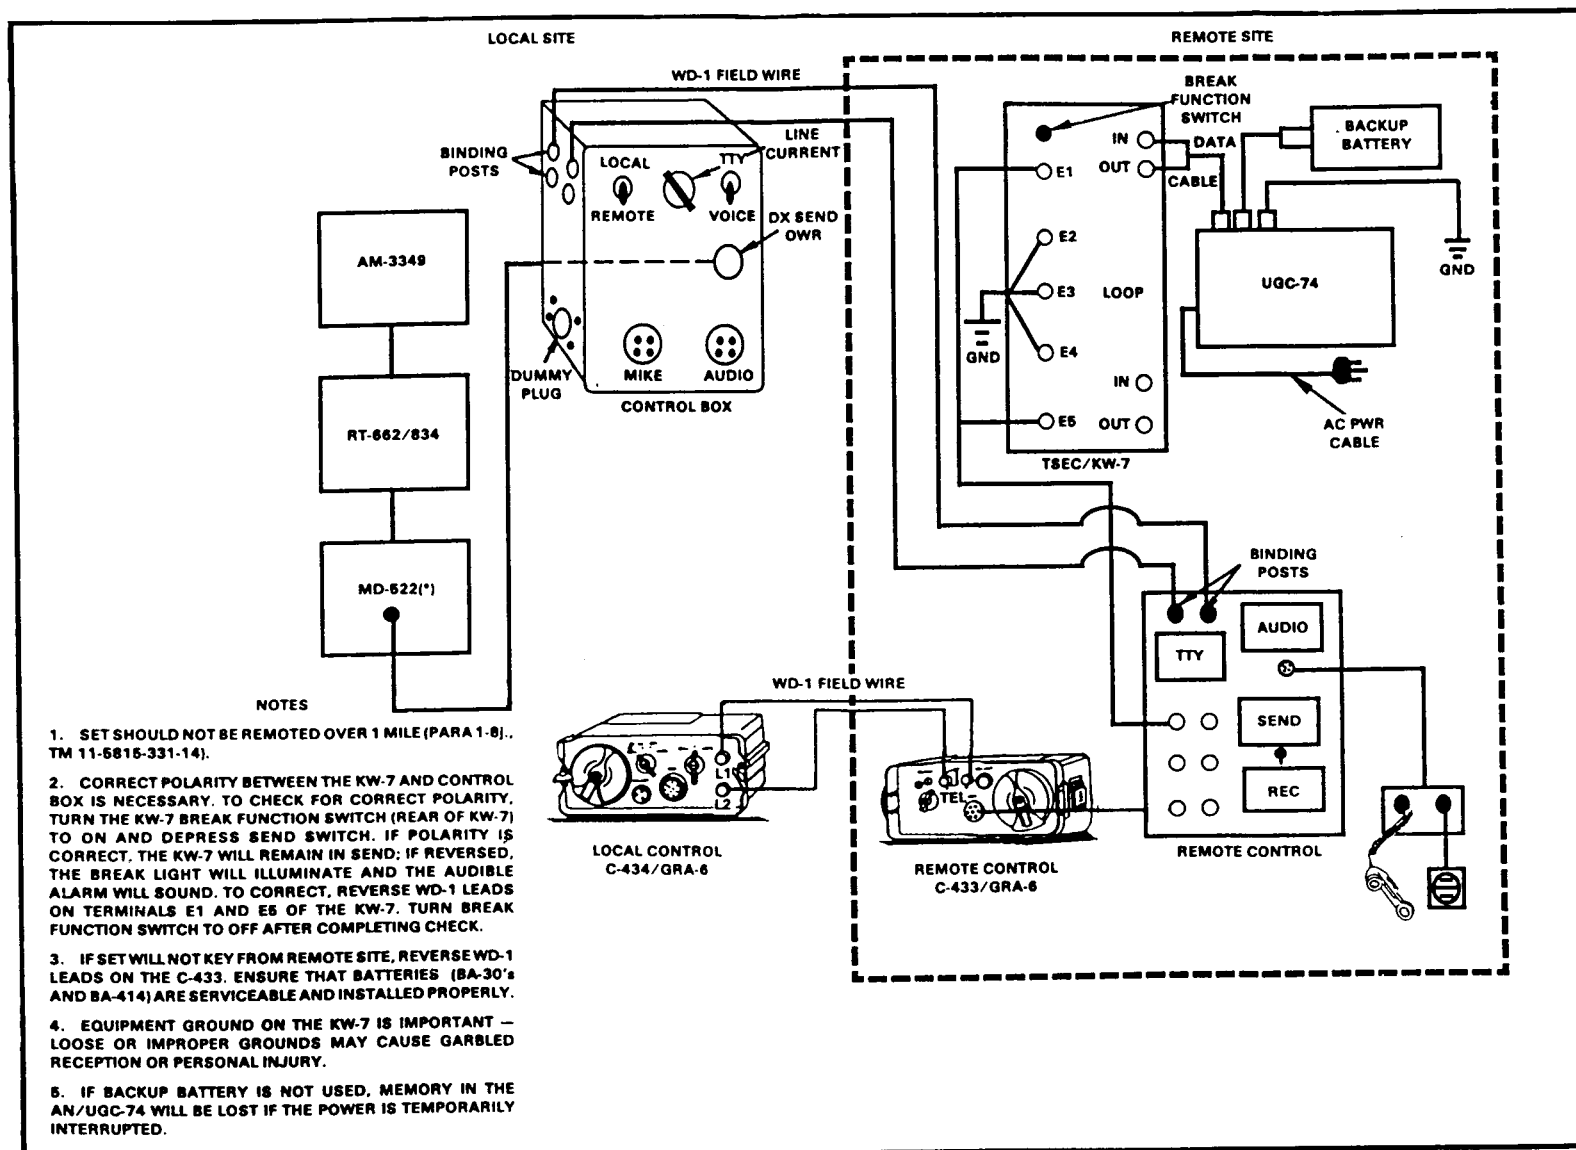 LOCAL SITE
REMOTE SITE
WD-1 FIELD WIRE
BREAK
FUNCTION
SWITCH
BINDING
POSTS
LINE
CURRENT
LOCAL
REMOTE
TTY
VOICE
DX SEND
OWR
DUMMY
PLUG
MIKE
AUDIO
CONTROL BOX
AM-3349
RT-662/834
MD-522(*)
IN
OUT
DATA
CABLE
E1
E2
E3
E4
E5
LOOP
GND
IN
OUT
TSEC/KW-7
BACKUP
BATTERY
UGC-74
GND
AC PWR
CABLE
BINDING
POSTS
TTY
AUDIO
SEND
REC
REMOTE CONTROL
WD-1 FIELD WIRE
L1
L2
LOCAL CONTROL
C-434/GRA-6
TEL
REMOTE CONTROL
C-433/GRA-6
NOTES
1. SET SHOULD NOT BE REMOTED OVER 1 MILE (PARA 1-8j.,
TM 11-5815-331-14).
2. CORRECT POLARITY BETWEEN THE KW-7 AND CONTROL
BOX IS NECESSARY. TO CHECK FOR CORRECT POLARITY,
TURN THE KW-7 BREAK FUNCTION SWITCH (REAR OF KW-7)
TO ON AND DEPRESS SEND SWITCH. IF POLARITY IS
CORRECT, THE KW-7 WILL REMAIN IN SEND; IF REVERSED,
THE BREAK LIGHT WILL ILLUMINATE AND THE AUDIBLE
ALARM WILL SOUND. TO CORRECT, REVERSE WD-1 LEADS
ON TERMINALS E1 AND E5 OF THE KW-7. TURN BREAK
FUNCTION SWITCH TO OFF AFTER COMPLETING CHECK.
3. IF SET WILL NOT KEY FROM REMOTE SITE, REVERSE WD-1
LEADS ON THE C-433. ENSURE THAT BATTERIES (BA-30's
AND BA-414) ARE SERVICEABLE AND INSTALLED PROPERLY.
4. EQUIPMENT GROUND ON THE KW-7 IS IMPORTANT —
LOOSE OR IMPROPER GROUNDS MAY CAUSE GARBLED
RECEPTION OR PERSONAL INJURY.
5. IF BACKUP BATTERY IS NOT USED, MEMORY IN THE
AN/UGC-74 WILL BE LOST IF THE POWER IS TEMPORARILY
INTERRUPTED.